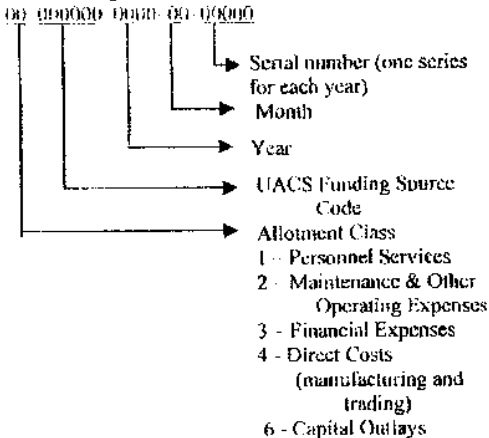 00 000000 0000 00 00000
Serial number (one series
for each year)
Month
Year
UACS Funding Source
Code
Allotment Class
1 - Personnel Services
2 - Maintenance & Other
Operating Expenses
3 - Financial Expenses
4 - Direct Costs
(manufacturing and
trading)
6 - Capital Outlays